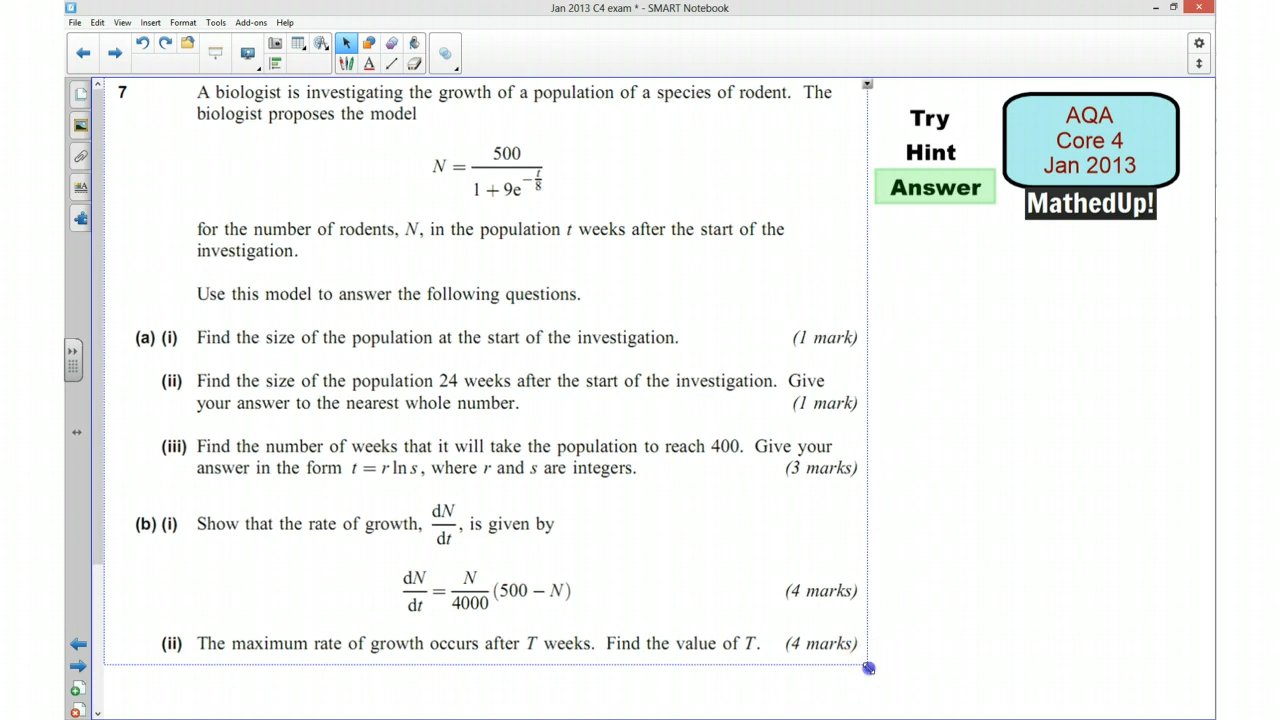 Jan 2013 C4 exam * - SMART Notebook
File Edit View Insert Format Tools Add-ons Help
7 A biologist is investigating the growth of a population of a species of rodent. The
biologist proposes the model
N = 500 / (1 + 9e^(-t/8))
for the number of rodents, N, in the population t weeks after the start of the
investigation.
Use this model to answer the following questions.
(a) (i) Find the size of the population at the start of the investigation. (1 mark)
(ii) Find the size of the population 24 weeks after the start of the investigation. Give
your answer to the nearest whole number. (1 mark)
(iii) Find the number of weeks that it will take the population to reach 400. Give your
answer in the form t = r ln s, where r and s are integers. (3 marks)
(b) (i) Show that the rate of growth, dN/dt, is given by
dN/dt = N/4000 (500 − N) (4 marks)
(ii) The maximum rate of growth occurs after T weeks. Find the value of T. (4 marks)
Try
Hint
Answer
AQA
Core 4
Jan 2013
MathedUp!